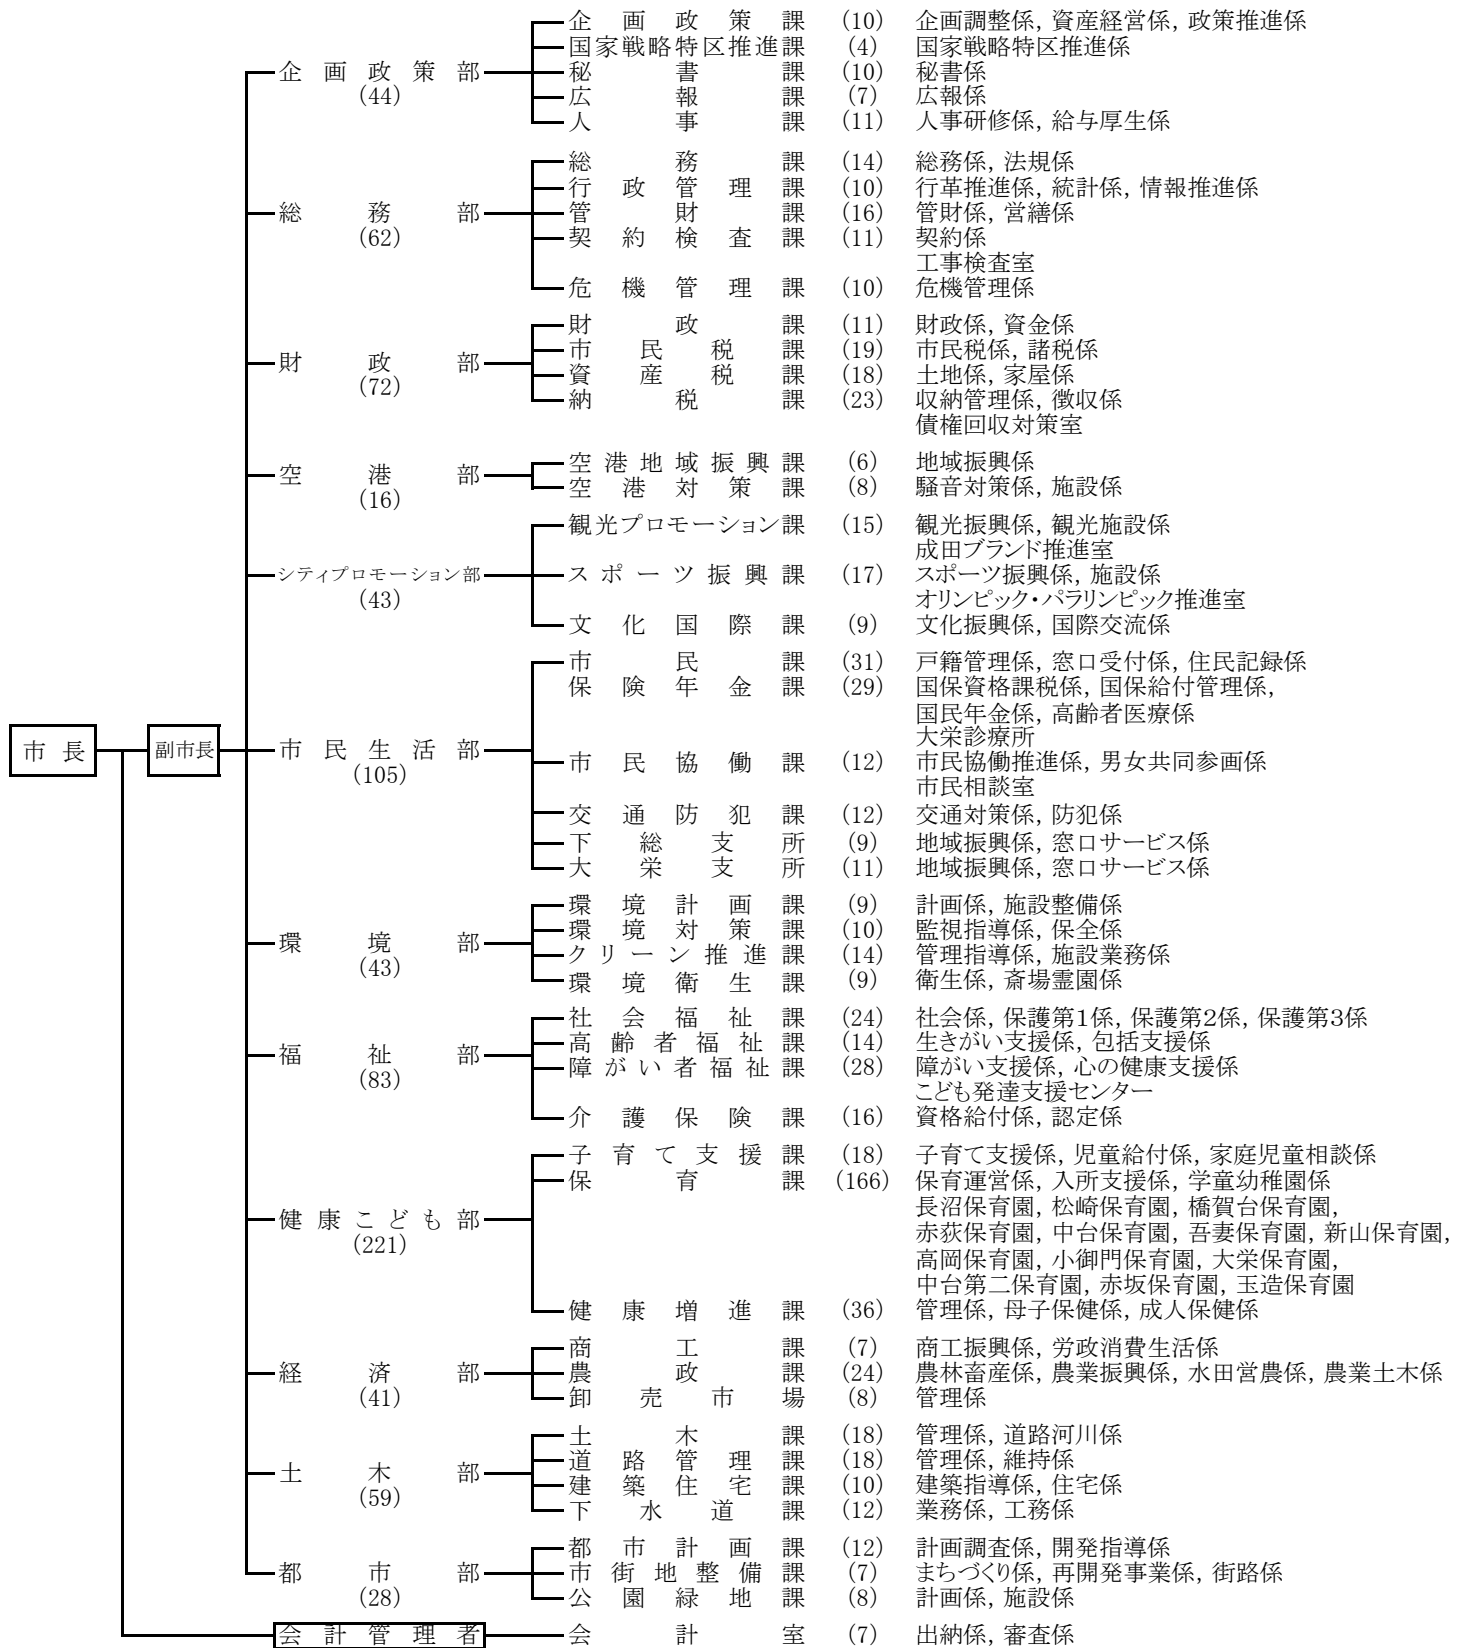 企画政策課 (10) 企画調整係, 資産経営係, 政策推進係
国家戦略特区推進課 (4) 国家戦略特区推進係
企画政策部 秘書課 (10) 秘書係
(44) 広報課 (7) 広報係
人事課 (11) 人事研修係, 給与厚生係
総務課 (14) 総務係, 法規係
行政管理課 (10) 行革推進係, 統計係, 情報推進係
総務部 管財課 (16) 管財係, 営繕係
(62) 契約検査課 (11) 契約係
工事検査室
危機管理課 (10) 危機管理係
財政課 (11) 財政係, 資金係
財政部 市民税課 (19) 市民税係, 諸税係
(72) 資産税課 (18) 土地係, 家屋係
納税課 (23) 収納管理係, 徴収係
債権回収対策室
空港部 空港地域振興課 (6) 地域振興係
(16) 空港対策課 (8) 騒音対策係, 施設係
観光プロモーション課 (15) 観光振興係, 観光施設係
成田ブランド推進室
シティプロモーション部 スポーツ振興課 (17) スポーツ振興係, 施設係
(43) オリンピック・パラリンピック推進室
文化国際課 (9) 文化振興係, 国際交流係
市民課 (31) 戸籍管理係, 窓口受付係, 住民記録係
保険年金課 (29) 国保資格課税係, 国保給付管理係,
国民年金係, 高齢者医療係
大栄診療所
市長 副市長 市民生活部 市民協働課 (12) 市民協働推進係, 男女共同参画係
(105) 市民相談室
交通防犯課 (12) 交通対策係, 防犯係
下総支所 (9) 地域振興係, 窓口サービス係
大栄支所 (11) 地域振興係, 窓口サービス係
環境計画課 (9) 計画係, 施設整備係
環境部 環境対策課 (10) 監視指導係, 保全係
(43) クリーン推進課 (14) 管理指導係, 施設業務係
環境衛生課 (9) 衛生係, 斎場霊園係
社会福祉課 (24) 社会係, 保護第1係, 保護第2係, 保護第3係
福祉部 高齢者福祉課 (14) 生きがい支援係, 包括支援係
(83) 障がい者福祉課 (28) 障がい支援係, 心の健康支援係
こども発達支援センター
介護保険課 (16) 資格給付係, 認定係
子育て支援課 (18) 子育て支援係, 児童給付係, 家庭児童相談係
保育課 (166) 保育運営係, 入所支援係, 学童幼稚園係
長沼保育園, 松崎保育園, 橋賀台保育園,
健康こども部 赤荻保育園, 中台保育園, 吾妻保育園, 新山保育園,
(221) 高岡保育園, 小御門保育園, 大栄保育園,
中台第二保育園, 赤坂保育園, 玉造保育園
健康増進課 (36) 管理係, 母子保健係, 成人保健係
商工課 (7) 商工振興係, 労政消費生活係
経済部 農政課 (24) 農林畜産係, 農業振興係, 水田営農係, 農業土木係
(41) 卸売市場 (8) 管理係
土木課 (18) 管理係, 道路河川係
土木部 道路管理課 (18) 管理係, 維持係
(59) 建築住宅課 (10) 建築指導係, 住宅係
下水道課 (12) 業務係, 工務係
都市計画課 (12) 計画調査係, 開発指導係
都市部 市街地整備課 (7) まちづくり係, 再開発事業係, 街路係
(28) 公園緑地課 (8) 計画係, 施設係
会計管理者 会計室 (7) 出納係, 審査係